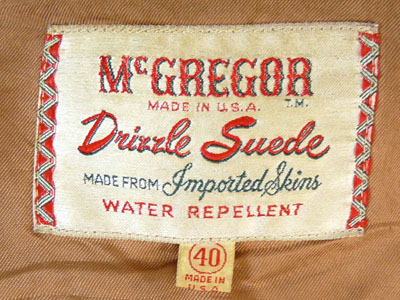 McGREGOR
T.M.
MADE IN U.S.A.
Drizzle Suede
MADE FROM Imported Skins
WATER REPELLENT
40
MADE IN
U.S.A.